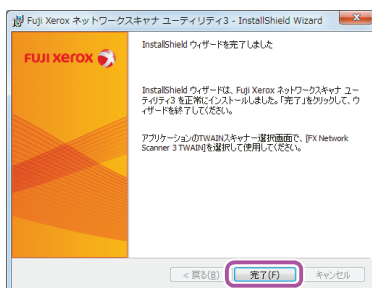 Fuji Xerox ネットワークスキャナ ユーティリティ3 - InstallShield Wizard
FUJI XEROX
InstallShield ウィザードを完了しました
InstallShield ウィザードは、Fuji Xerox ネットワークスキャナ ユー
ティリティ3 を正常にインストールしました。「完了」をクリックして、ウ
ィザードを終了してください。
アプリケーションのTWAINスキャナー選択画面で、[FX Network
Scanner 3 TWAIN]を選択して使用してください。
< 戻る(B)
完了(F)
キャンセル